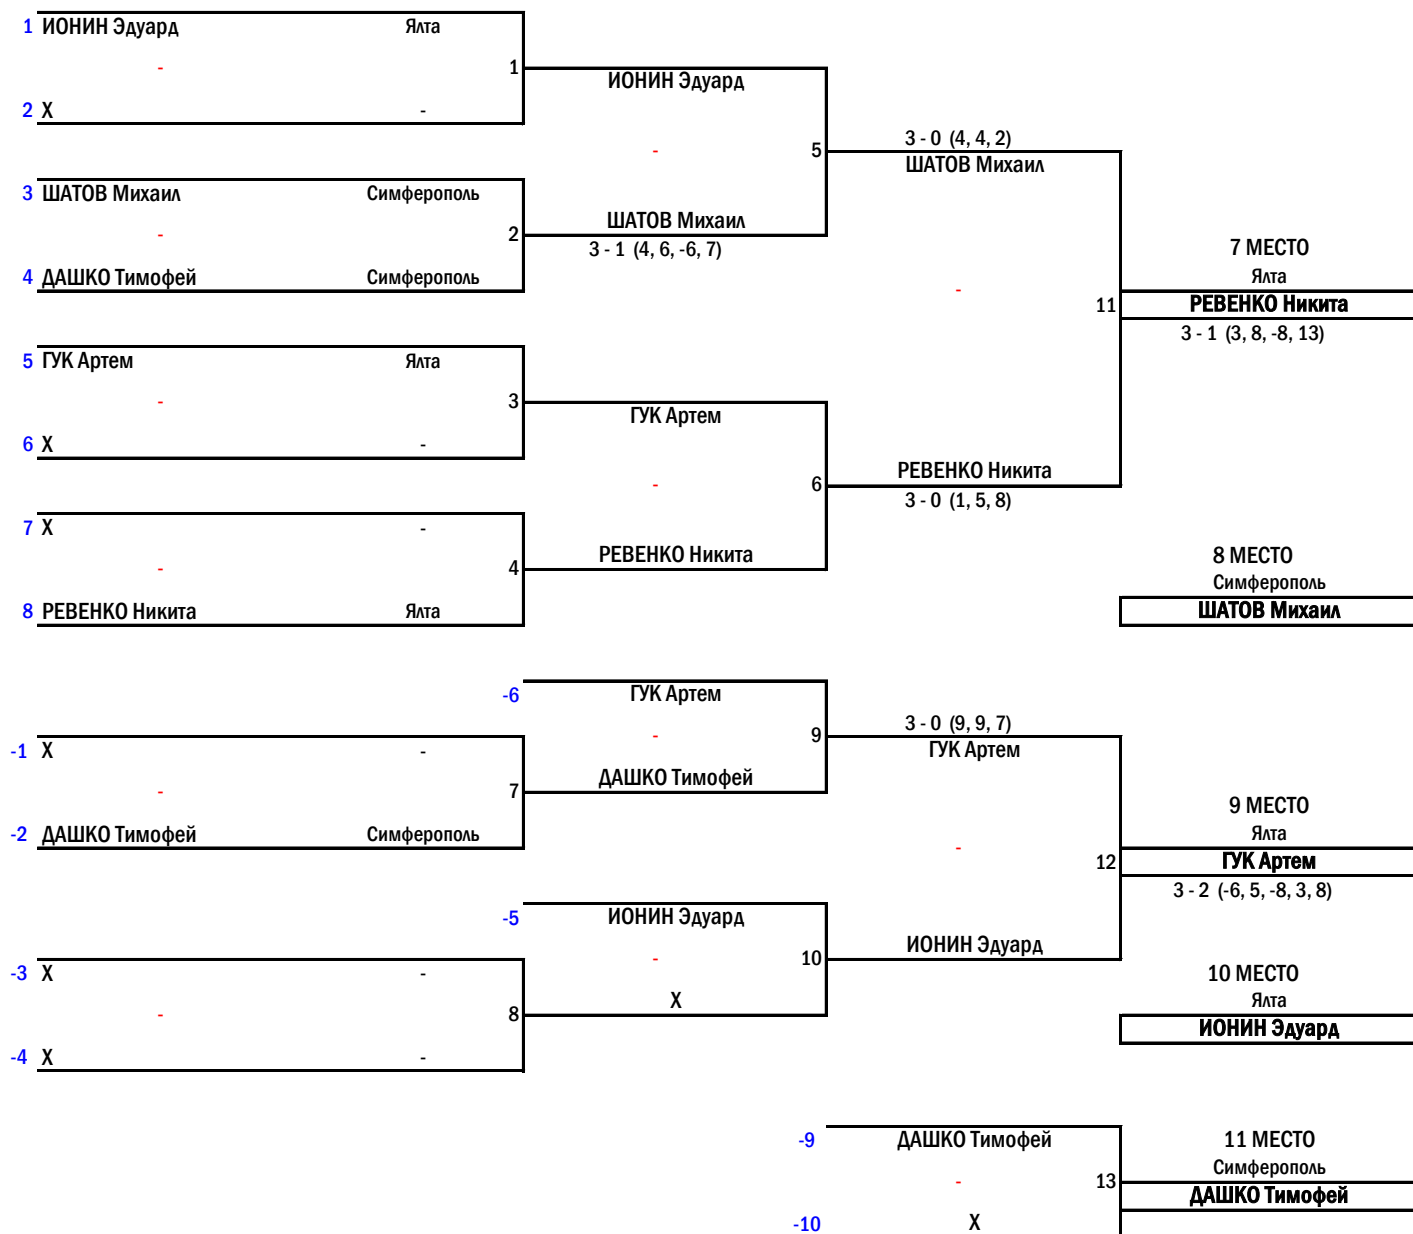 1 ИОНИН Эдуард Ялта
- 1
ИОНИН Эдуард
2 X -
- 5
3 - 0 (4, 4, 2)
ШАТОВ Михаил
3 ШАТОВ Михаил Симферополь
- 2
ШАТОВ Михаил
3 - 1 (4, 6, -6, 7)
4 ДАШКО Тимофей Симферополь
7 МЕСТО
Ялта
- 11
РЕВЕНКО Никита
3 - 1 (3, 8, -8, 13)
5 ГУК Артем Ялта
- 3
ГУК Артем
6 X -
- 6
РЕВЕНКО Никита
3 - 0 (1, 5, 8)
7 X -
- 4
РЕВЕНКО Никита
8 МЕСТО
Симферополь
8 РЕВЕНКО Никита Ялта
ШАТОВ Михаил
-6 ГУК Артем
- 9
3 - 0 (9, 9, 7)
ГУК Артем
-1 X -
- 7
ДАШКО Тимофей
-2 ДАШКО Тимофей Симферополь
9 МЕСТО
Ялта
- 12
ГУК Артем
3 - 2 (-6, 5, -8, 3, 8)
-5 ИОНИН Эдуард
- 10
ИОНИН Эдуард
-3 X -
- 8
X
10 МЕСТО
Ялта
ИОНИН Эдуард
-4 X -
-9 ДАШКО Тимофей
11 МЕСТО
Симферополь
- 13
ДАШКО Тимофей
-10 X